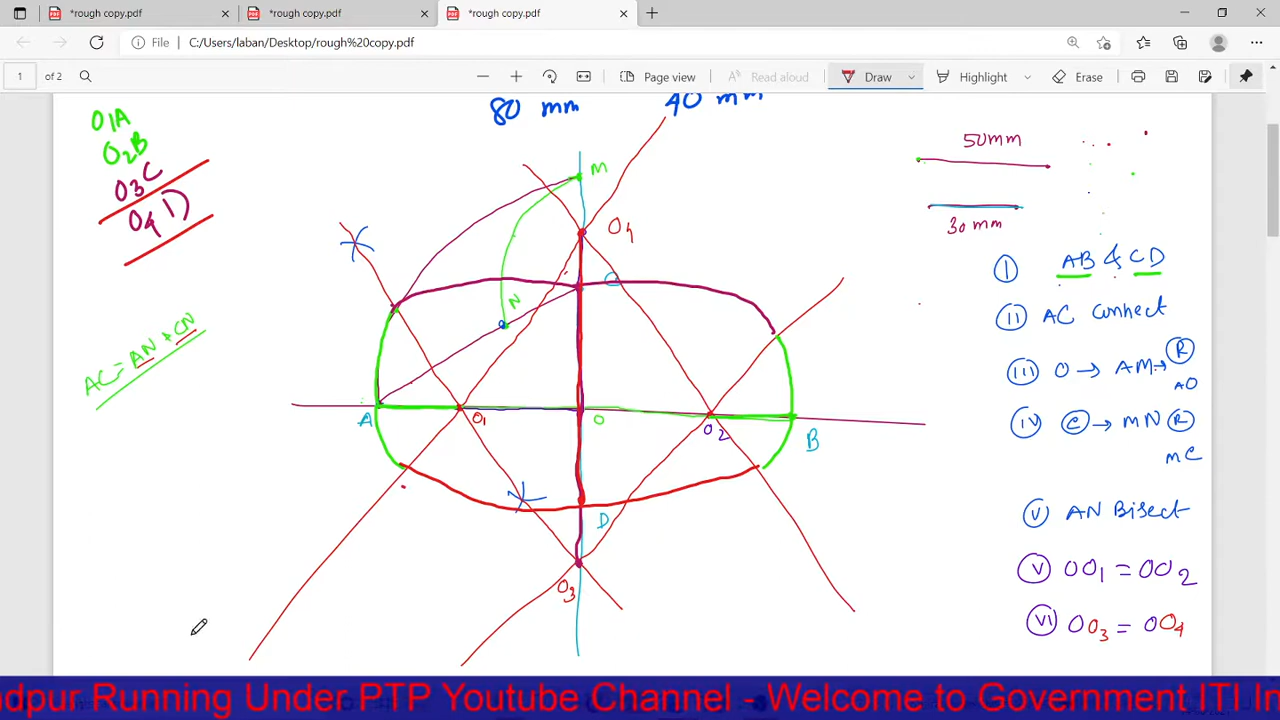 *rough copy.pdf
*rough copy.pdf
*rough copy.pdf
File
C:/Users/laban/Desktop/rough%20copy.pdf
1
of 2
Page view
Read aloud
Draw
Highlight
Erase
80 mm
40 mm
O1A
O2B
O3C
O4D
AC=AN+CN
M
O4
C
N
A
O1
O
O2
B
D
O3
50mm
30mm
I AB & CD
II AC Connect
III O → AM → R
AO
IV C → MN R
MC
V AN Bisect
V OO1 = OO2
VI OO3 = OO4
adpur Running Under PTP Youtube Channel - Welcome to Government ITI In